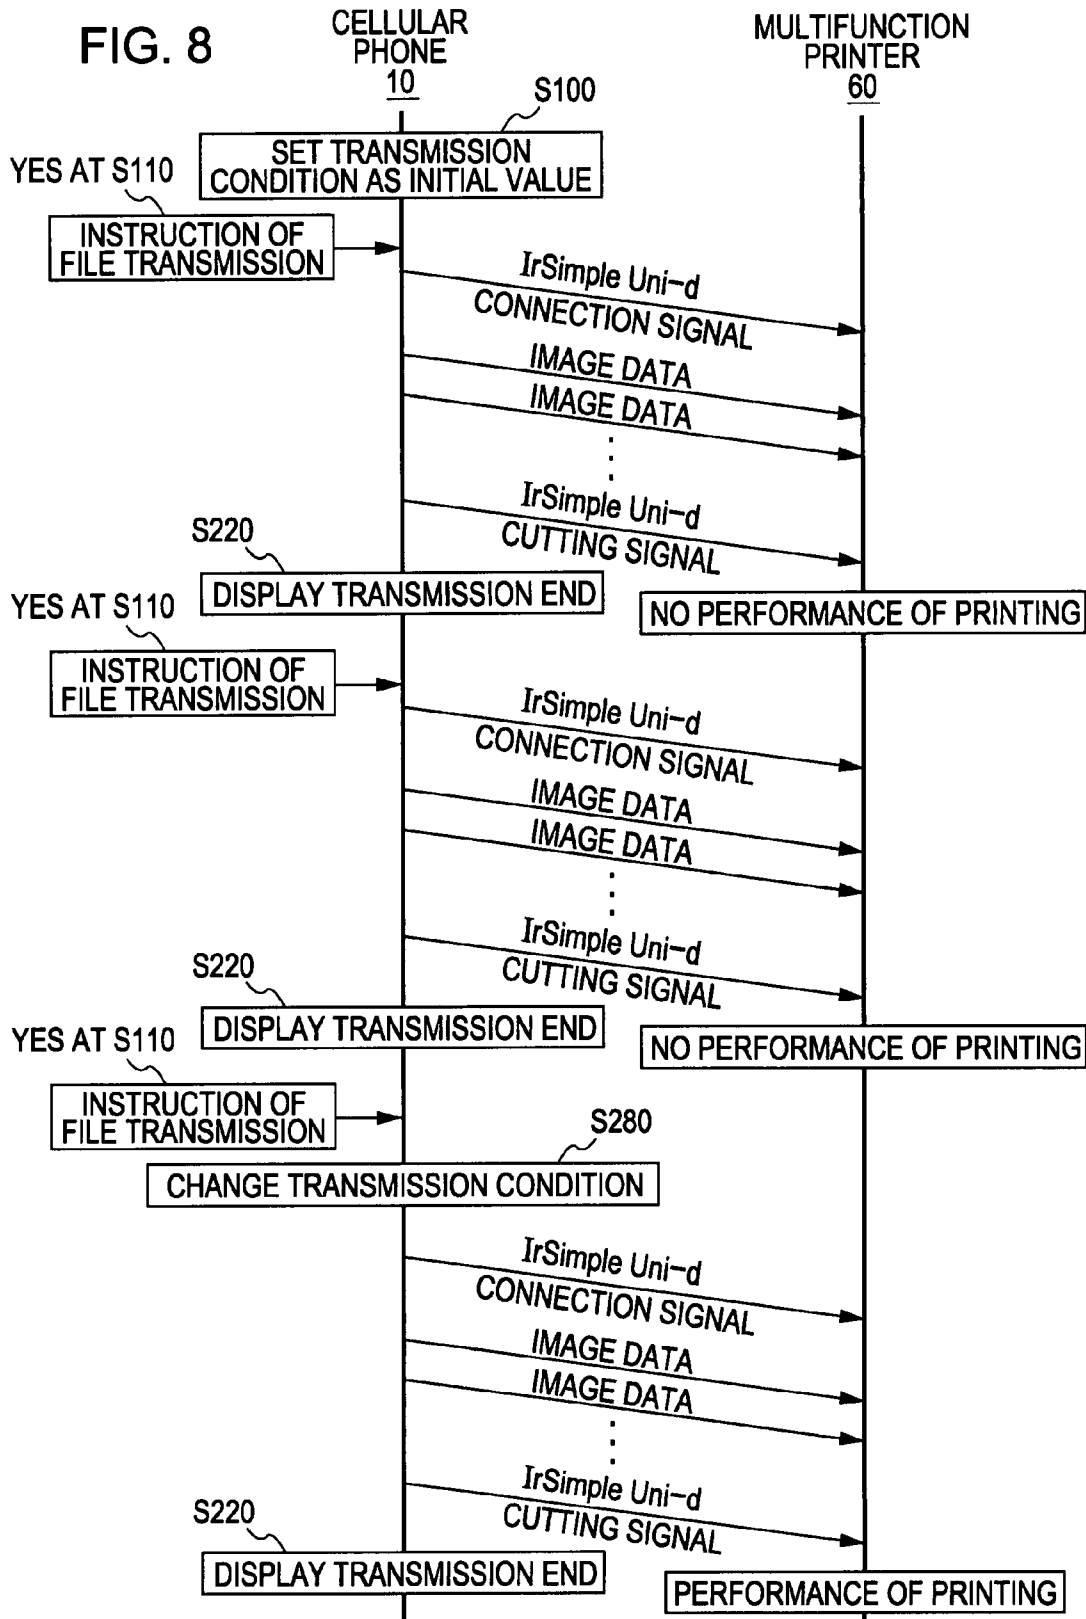 FIG. 8
CELLULAR
PHONE
10
MULTIFUNCTION
PRINTER
60
S100
SET TRANSMISSION
CONDITION AS INITIAL VALUE
YES AT S110
INSTRUCTION OF
FILE TRANSMISSION
IrSimple Uni-d
CONNECTION SIGNAL
IMAGE DATA
IMAGE DATA
IrSimple Uni-d
CUTTING SIGNAL
S220
DISPLAY TRANSMISSION END
NO PERFORMANCE OF PRINTING
YES AT S110
INSTRUCTION OF
FILE TRANSMISSION
IrSimple Uni-d
CONNECTION SIGNAL
IMAGE DATA
IMAGE DATA
IrSimple Uni-d
CUTTING SIGNAL
S220
DISPLAY TRANSMISSION END
NO PERFORMANCE OF PRINTING
YES AT S110
INSTRUCTION OF
FILE TRANSMISSION
S280
CHANGE TRANSMISSION CONDITION
IrSimple Uni-d
CONNECTION SIGNAL
IMAGE DATA
IMAGE DATA
IrSimple Uni-d
CUTTING SIGNAL
S220
DISPLAY TRANSMISSION END
PERFORMANCE OF PRINTING